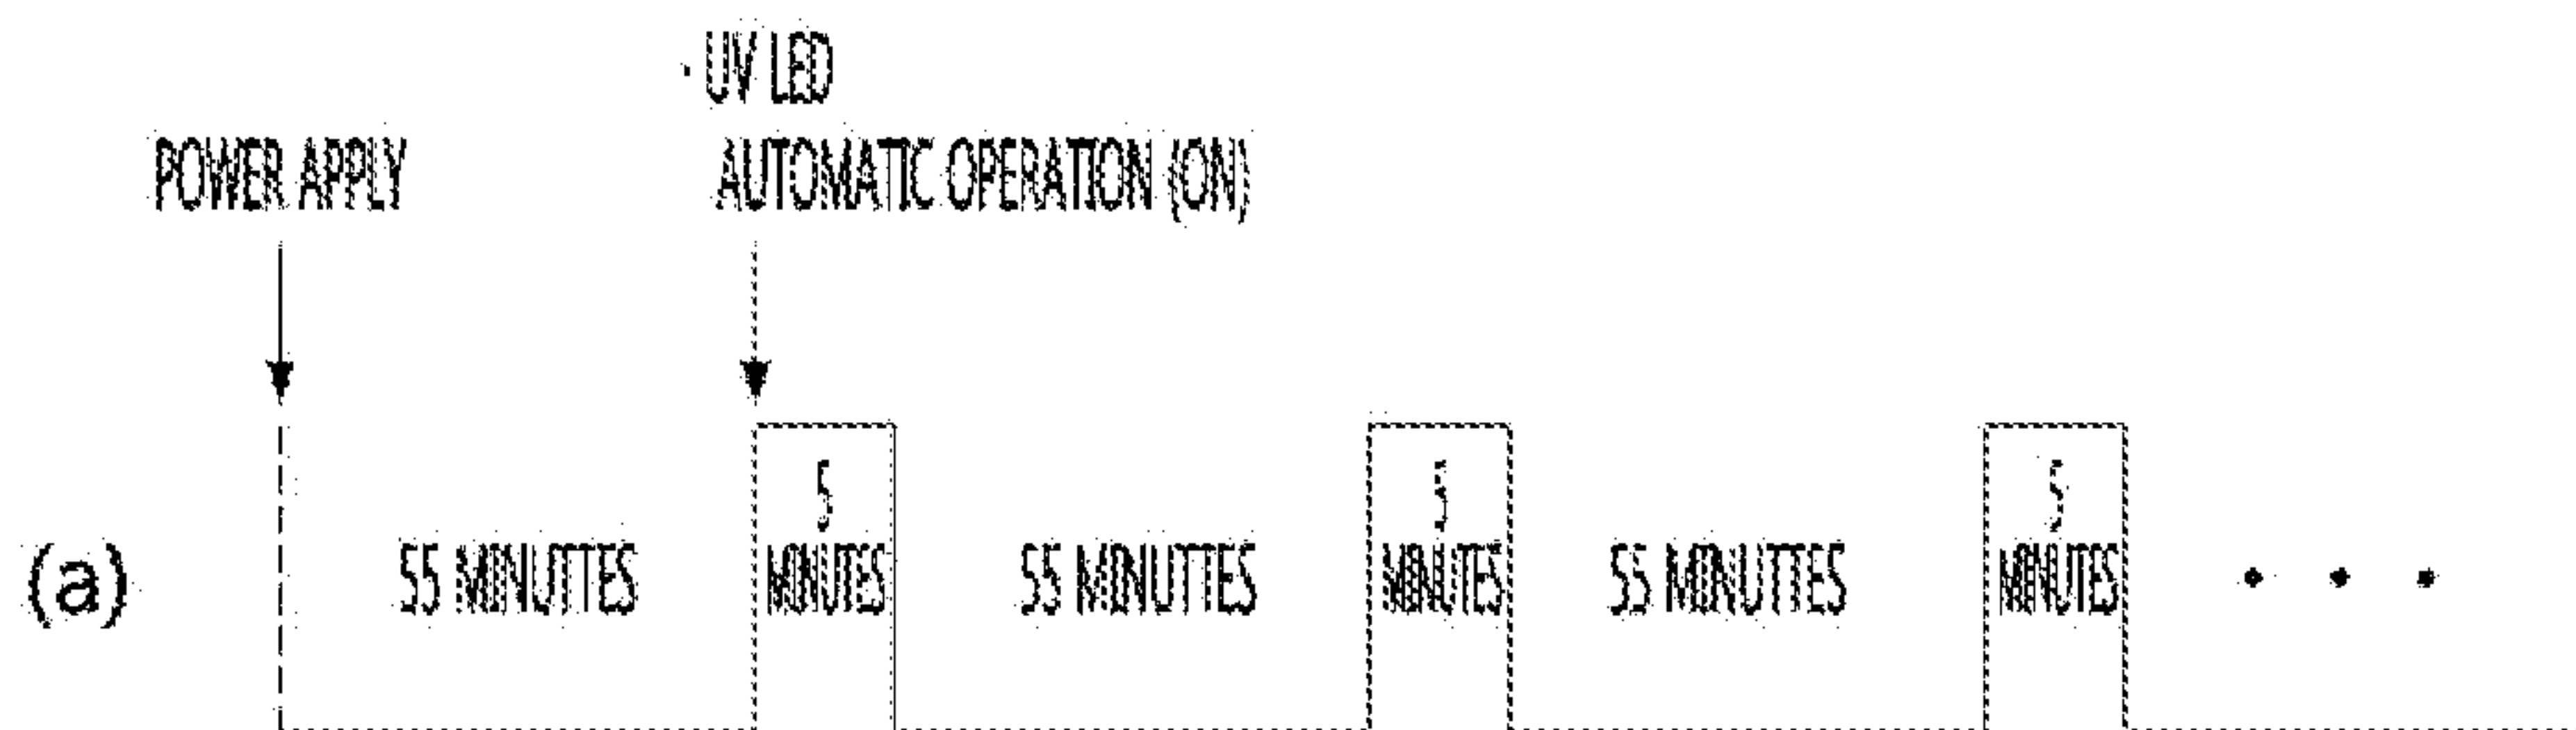 · UV LED
POWER APPLY
AUTOMATIC OPERATION (ON)
5
5
5
(a)
55 MINUTTES
MINUTES
55 MINUTTES
MINUTES
55 MINUTTES
MINUTES
• • •